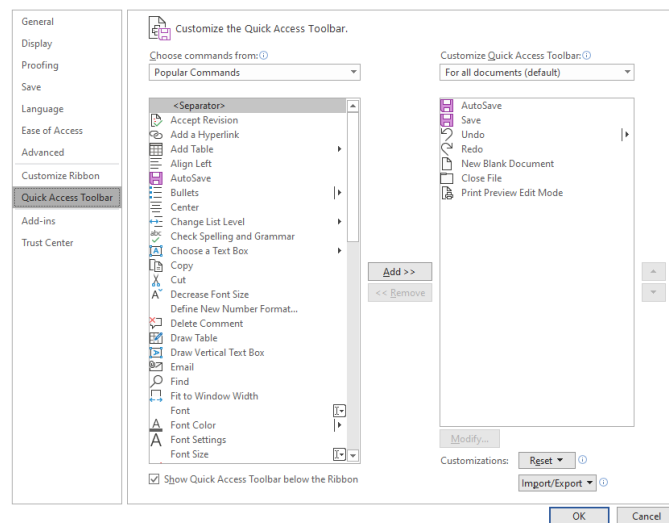 General
Display
Proofing
Save
Language
Ease of Access
Advanced
Customize Ribbon
Quick Access Toolbar
Add-ins
Trust Center
Customize the Quick Access Toolbar.
Choose commands from:
Popular Commands
<Separator>
Accept Revision
Add a Hyperlink
Add Table
Align Left
AutoSave
Bullets
Center
Change List Level
Check Spelling and Grammar
Choose a Text Box
Copy
Cut
Decrease Font Size
Define New Number Format...
Delete Comment
Draw Table
Draw Vertical Text Box
Email
Find
Fit to Window Width
Font
Font Color
Font Settings
Font Size
Show Quick Access Toolbar below the Ribbon
Add >>
<< Remove
Customize Quick Access Toolbar:
For all documents (default)
AutoSave
Save
Undo
Redo
New Blank Document
Close File
Print Preview Edit Mode
Modify...
Customizations:
Reset
Import/Export
OK
Cancel